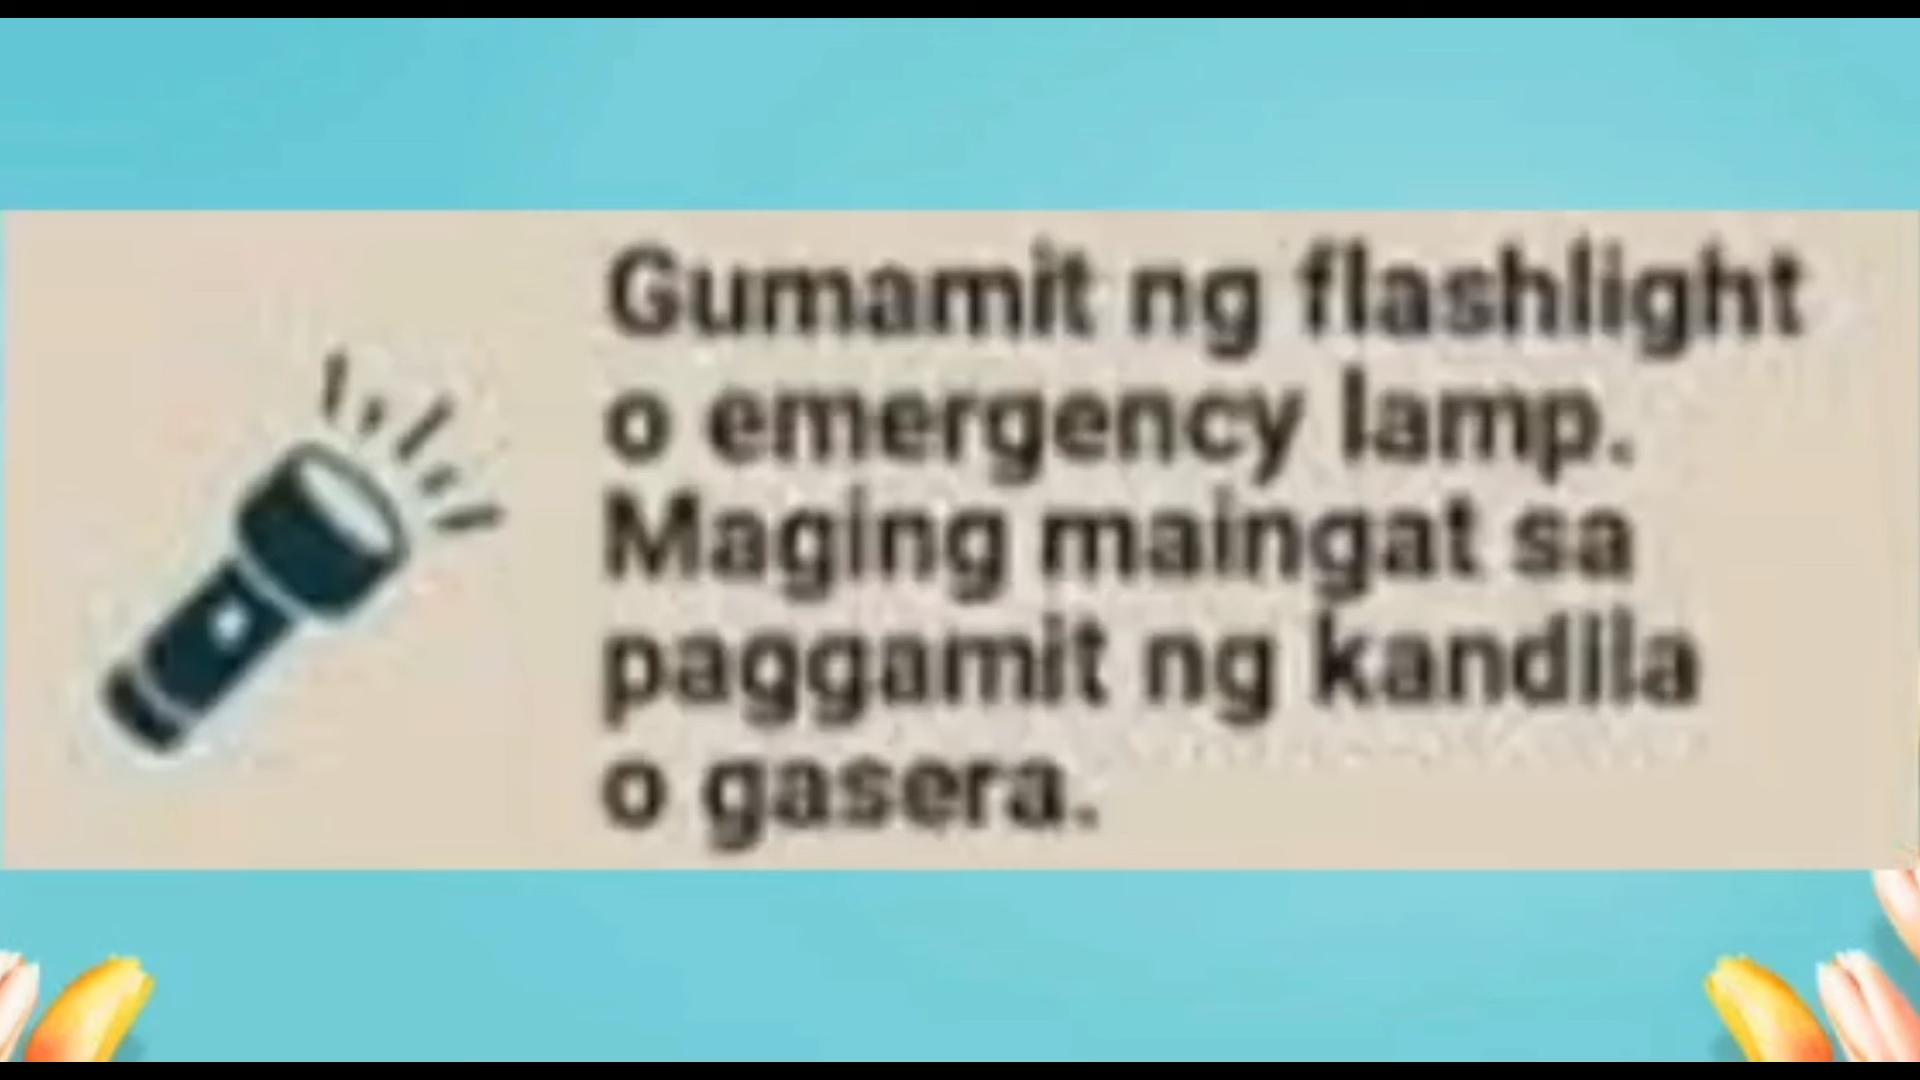 Gumamit ng flashlight
o emergency lamp.
Maging maingat sa
paggamit ng kandila
o gasera.